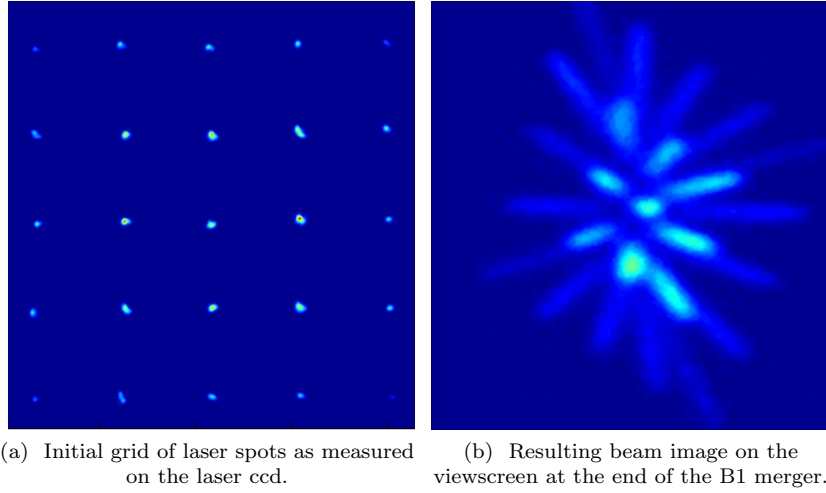 (a) Initial grid of laser spots as measured
on the laser ccd.
(b) Resulting beam image on the
viewscreen at the end of the B1 merger.